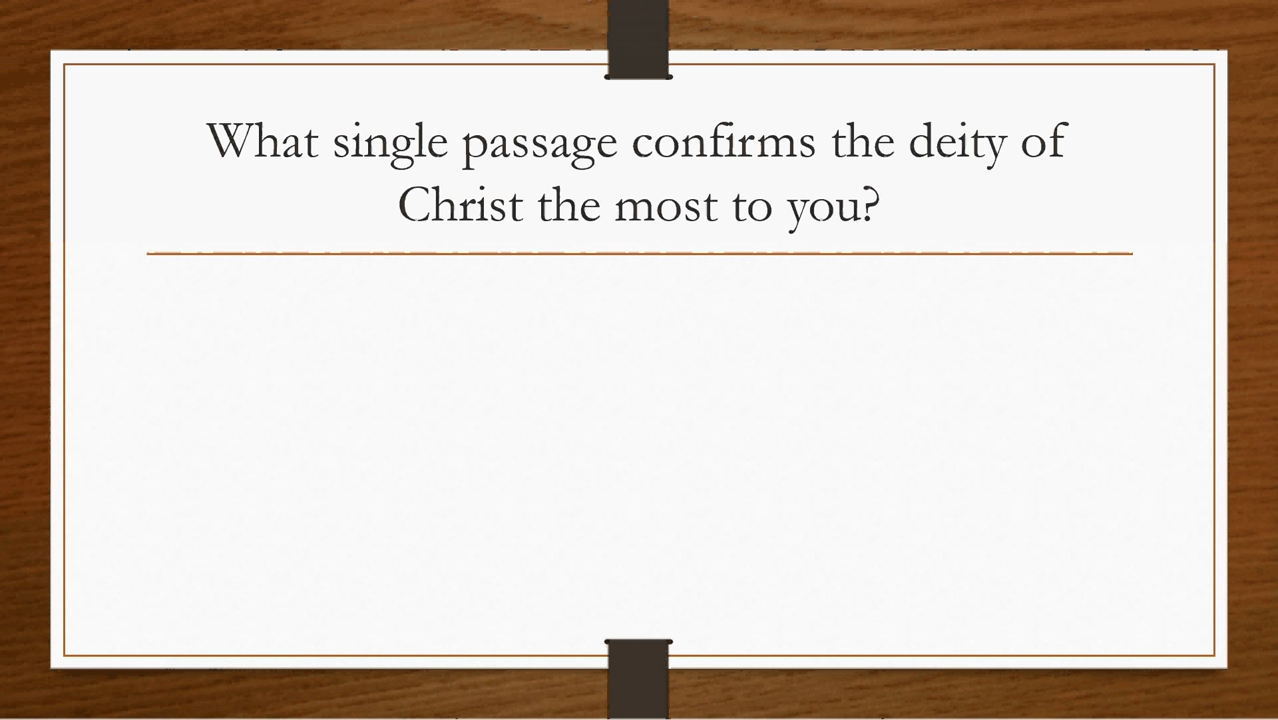 What single passage confirms the deity of
Christ the most to you?